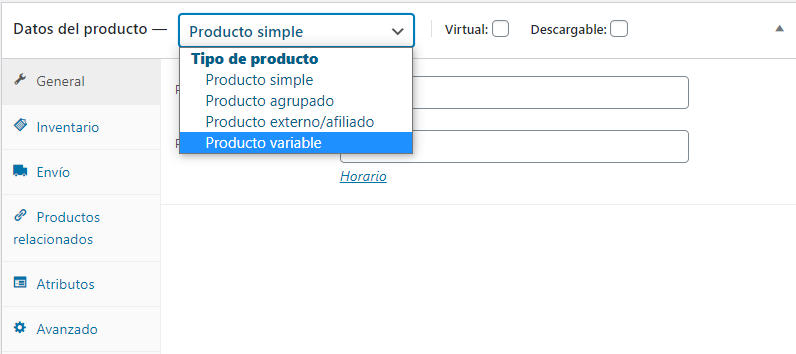 Datos del producto —
Producto simple
Virtual:
Descargable:
Tipo de producto
Producto simple
Producto agrupado
Producto externo/afiliado
Producto variable
General
Inventario
Envío
Productos
relacionados
Atributos
Avanzado
Horario